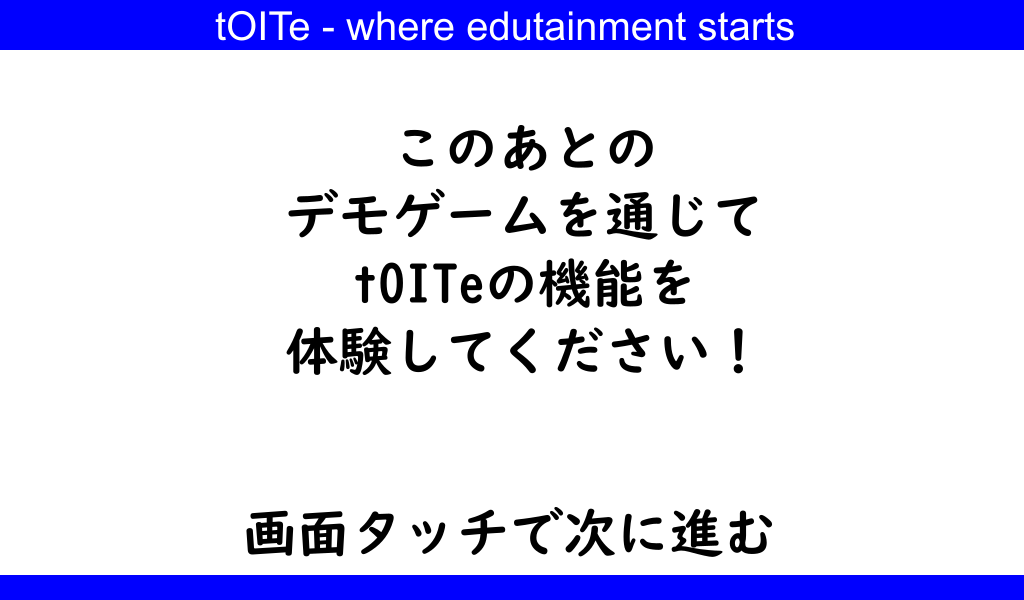 tOITe - where edutainment starts
このあとの
デモゲームを通じて
tOITeの機能を
体験してください！
画面タッチで次に進む